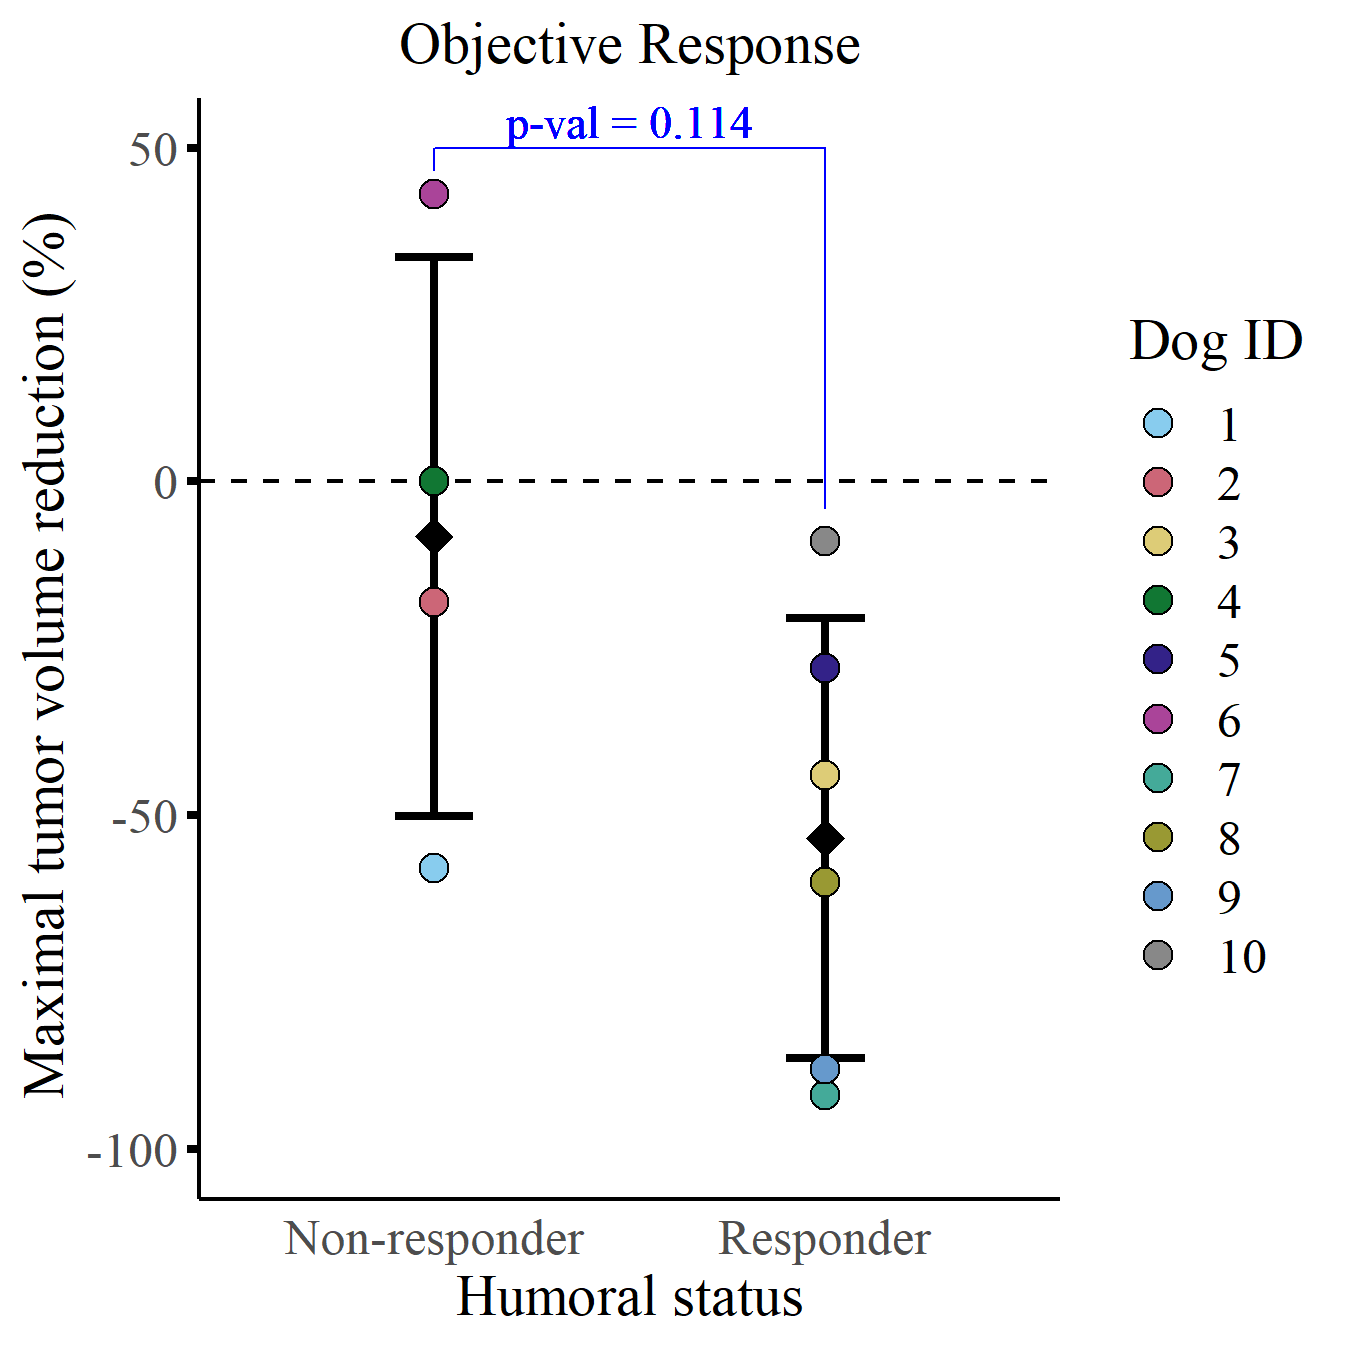 Objective Response
p-val = 0.114
Maximal tumor volume reduction (%)
50
0
-50
-100
Non-responder
Responder
Humoral status
Dog ID
1
2
3
4
5
6
7
8
9
10